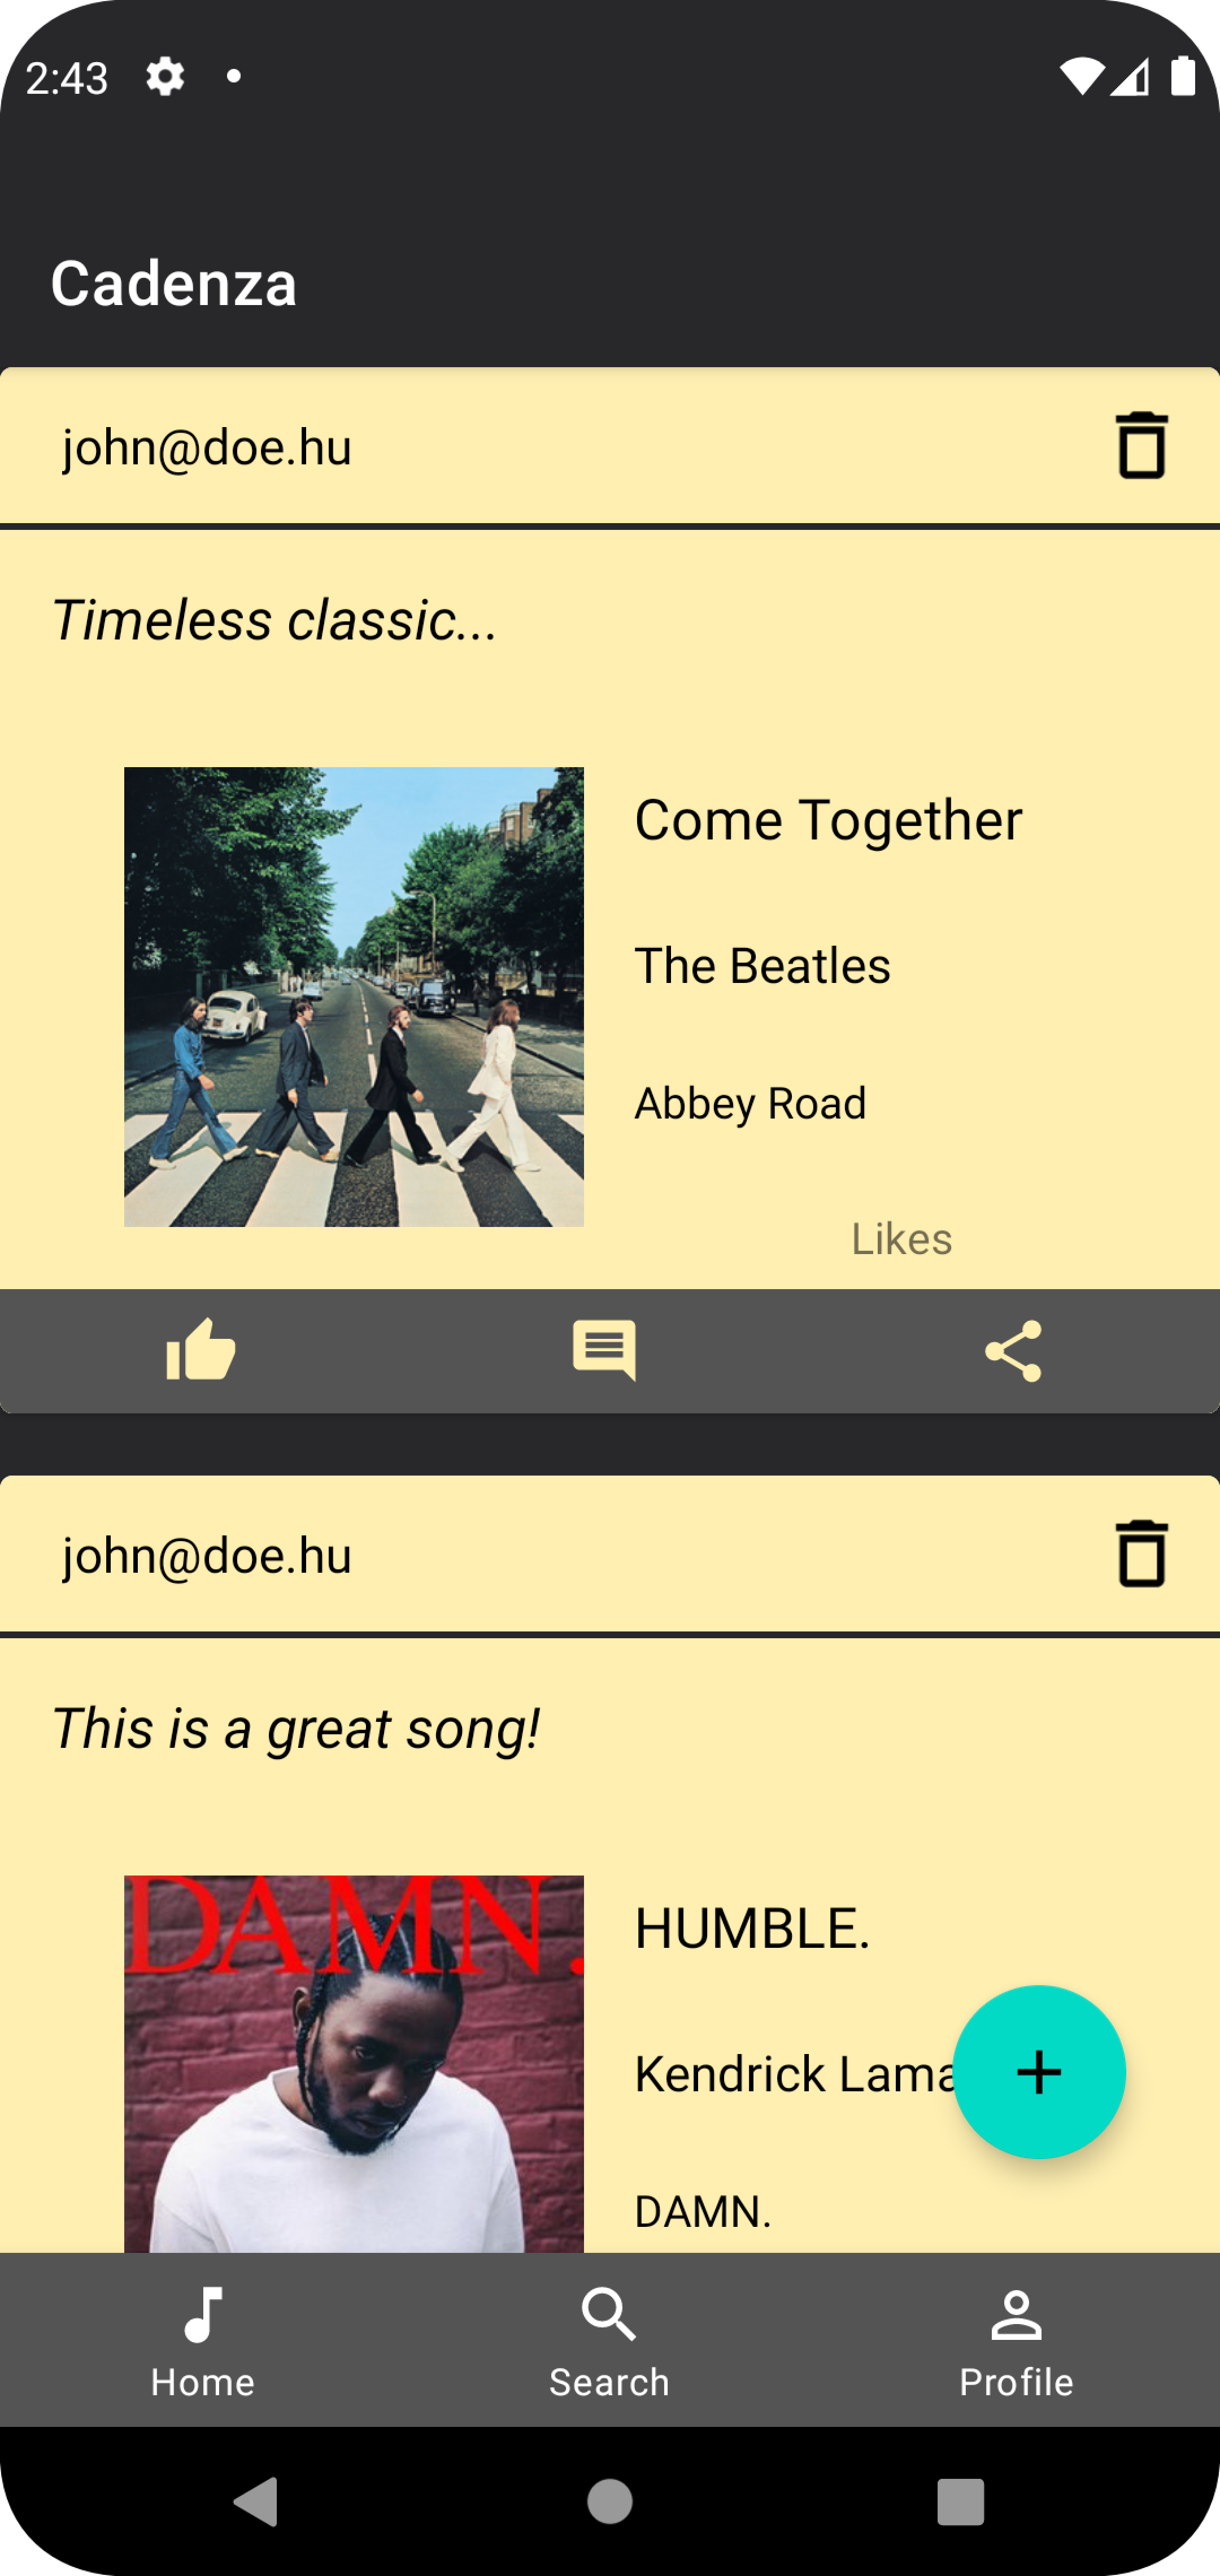 2:43
Cadenza
john@doe.hu
Timeless classic...
Come Together
The Beatles
Abbey Road
Likes
john@doe.hu
This is a great song!
DAMN.
HUMBLE.
Kendrick Lama
DAMN.
Home
Search
Profile